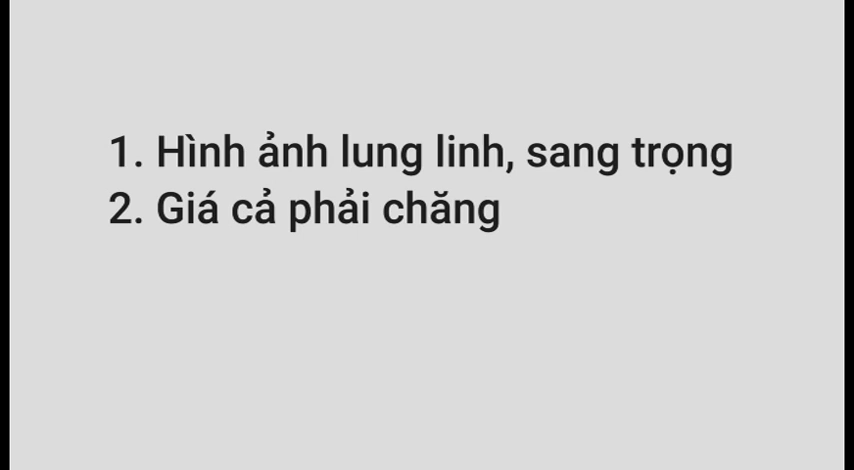 1. Hình ảnh lung linh, sang trọng
2. Giá cả phải chăng